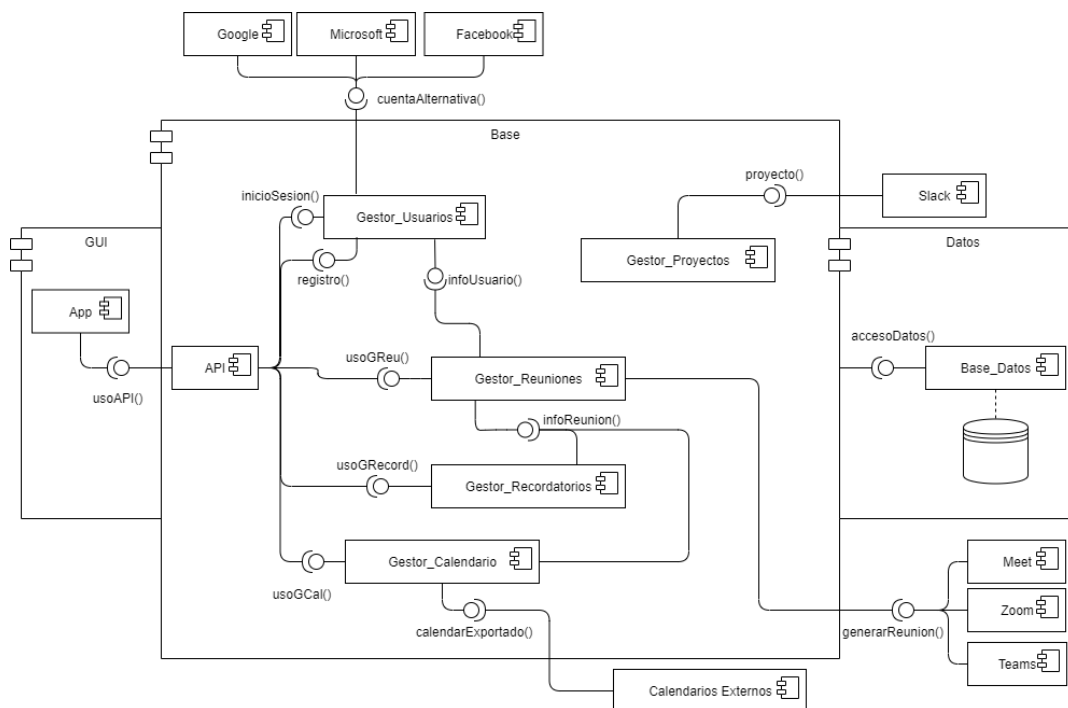 Google
Microsoft
Facebook
cuentaAlternativa()
Base
proyecto()
inicioSesion()
Slack
Gestor_Usuarios
GUI
Datos
Gestor_Proyectos
registro()
infoUsuario()
App
accesoDatos()
usoGReu()
API
Gestor_Reuniones
Base_Datos
usoAPI()
infoReunion()
usoGRecord()
Gestor_Recordatorios
Gestor_Calendario
Meet
usoGCal()
Zoom
calendarExportado()
generarReunion()
Teams
Calendarios Externos